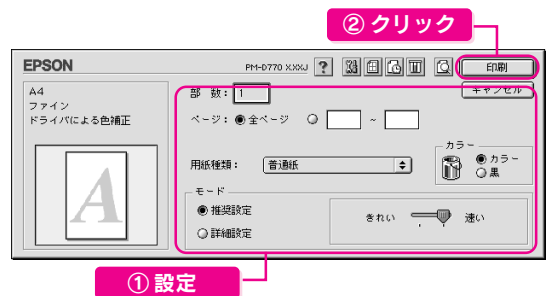 ② クリック
EPSON
PM-D770 XXXJ
?
印刷
キャンセル
A4
ファイン
ドライバによる色補正
A
部 数：
1
ページ：
全ページ
~
用紙種類：
普通紙
カラー
カラー
黒
モード
推奨設定
詳細設定
きれい
速い
① 設定